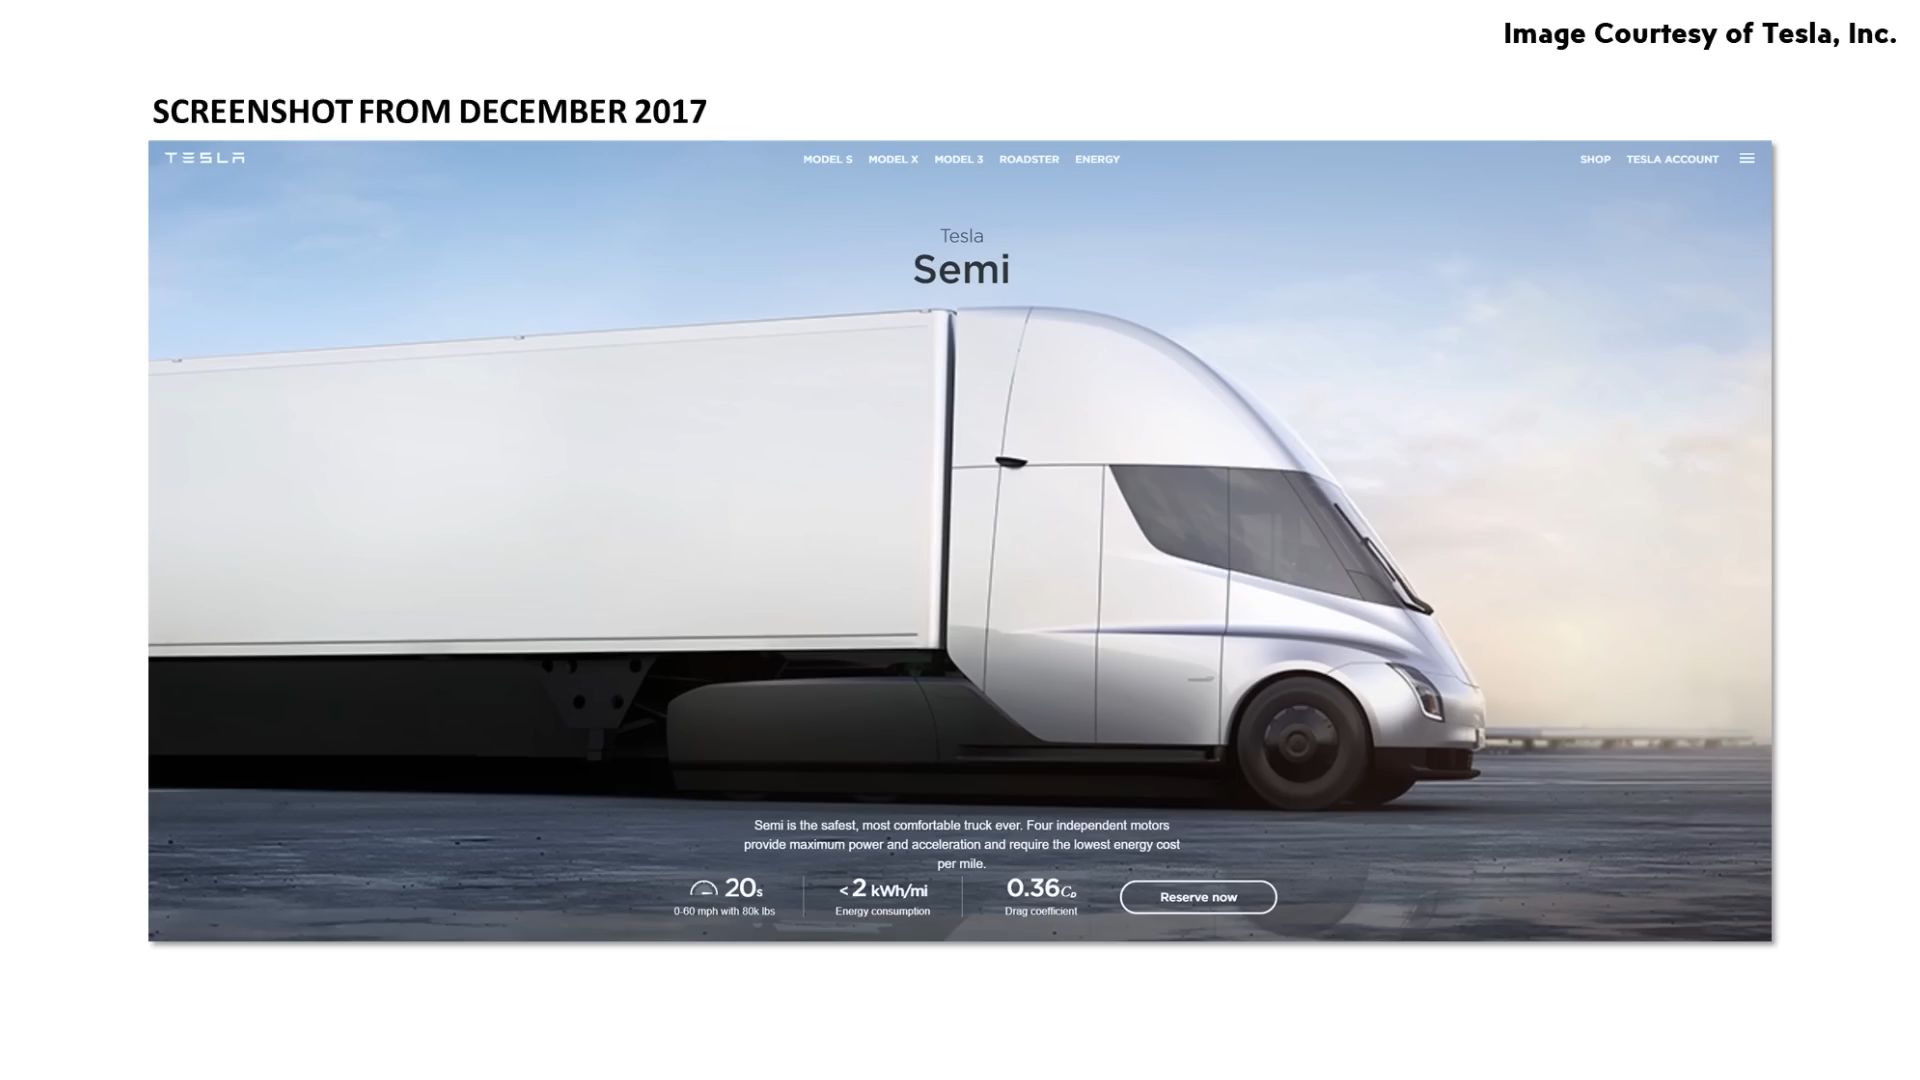 Image Courtesy of Tesla, Inc.
SCREENSHOT FROM DECEMBER 2017
TESLA
MODEL S MODEL X MODEL 3 ROADSTER ENERGY
SHOP TESLA ACCOUNT
Tesla
Semi
Semi is the safest, most comfortable truck ever. Four independent motors
provide maximum power and acceleration and require the lowest energy cost
per mile.
20s
0-60 mph with 80k lbs
<2 kWh/mi
Energy consumption
0.36CD
Drag coefficient
Reserve now